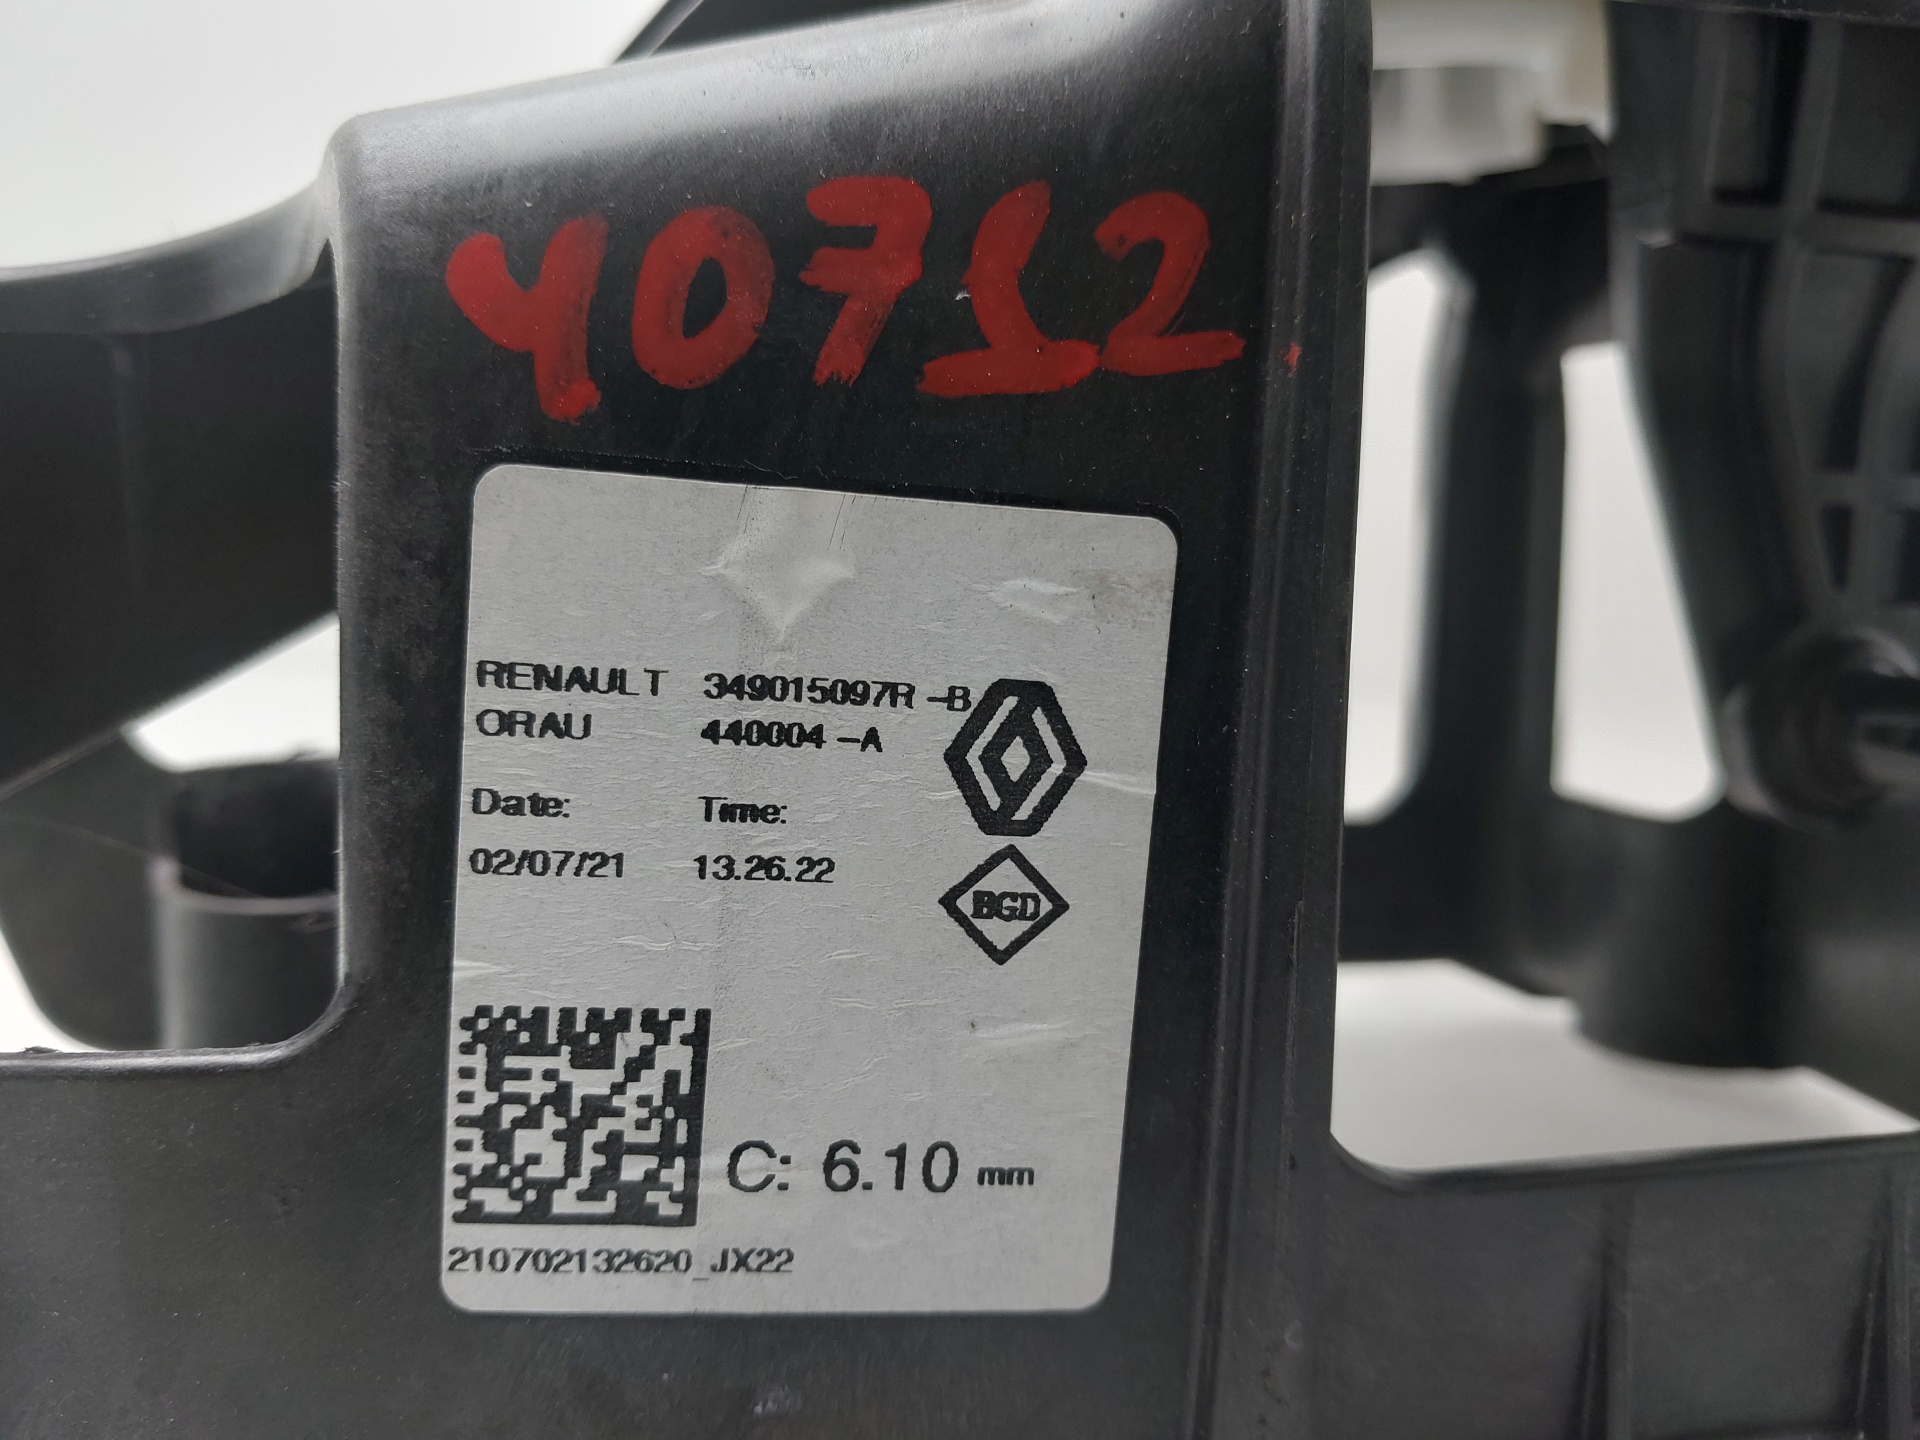 40712
RENAULT 349015097R -B
ORAU 440004 -A
Date: Time:
02/07/21 13.26.22
BGD
C: 6.10 mm
210702132620_JX22